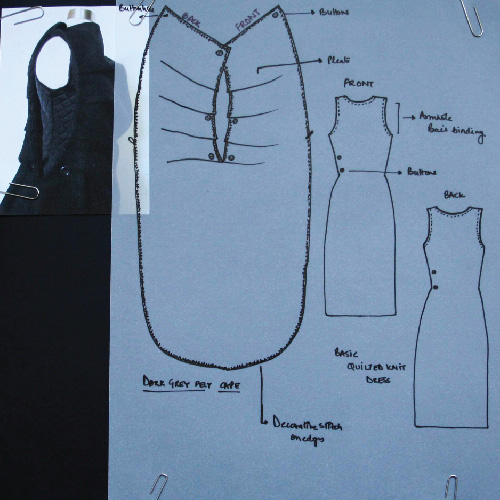 Buttonhole
BACK
FRONT
Buttons
Pleats
FRONT
Armhole
Bais binding
Buttons
BACK
BASIC
QUILTED KNIT
DRESS
DARK GREY FELT CAPE
Decorative stitch
on edges